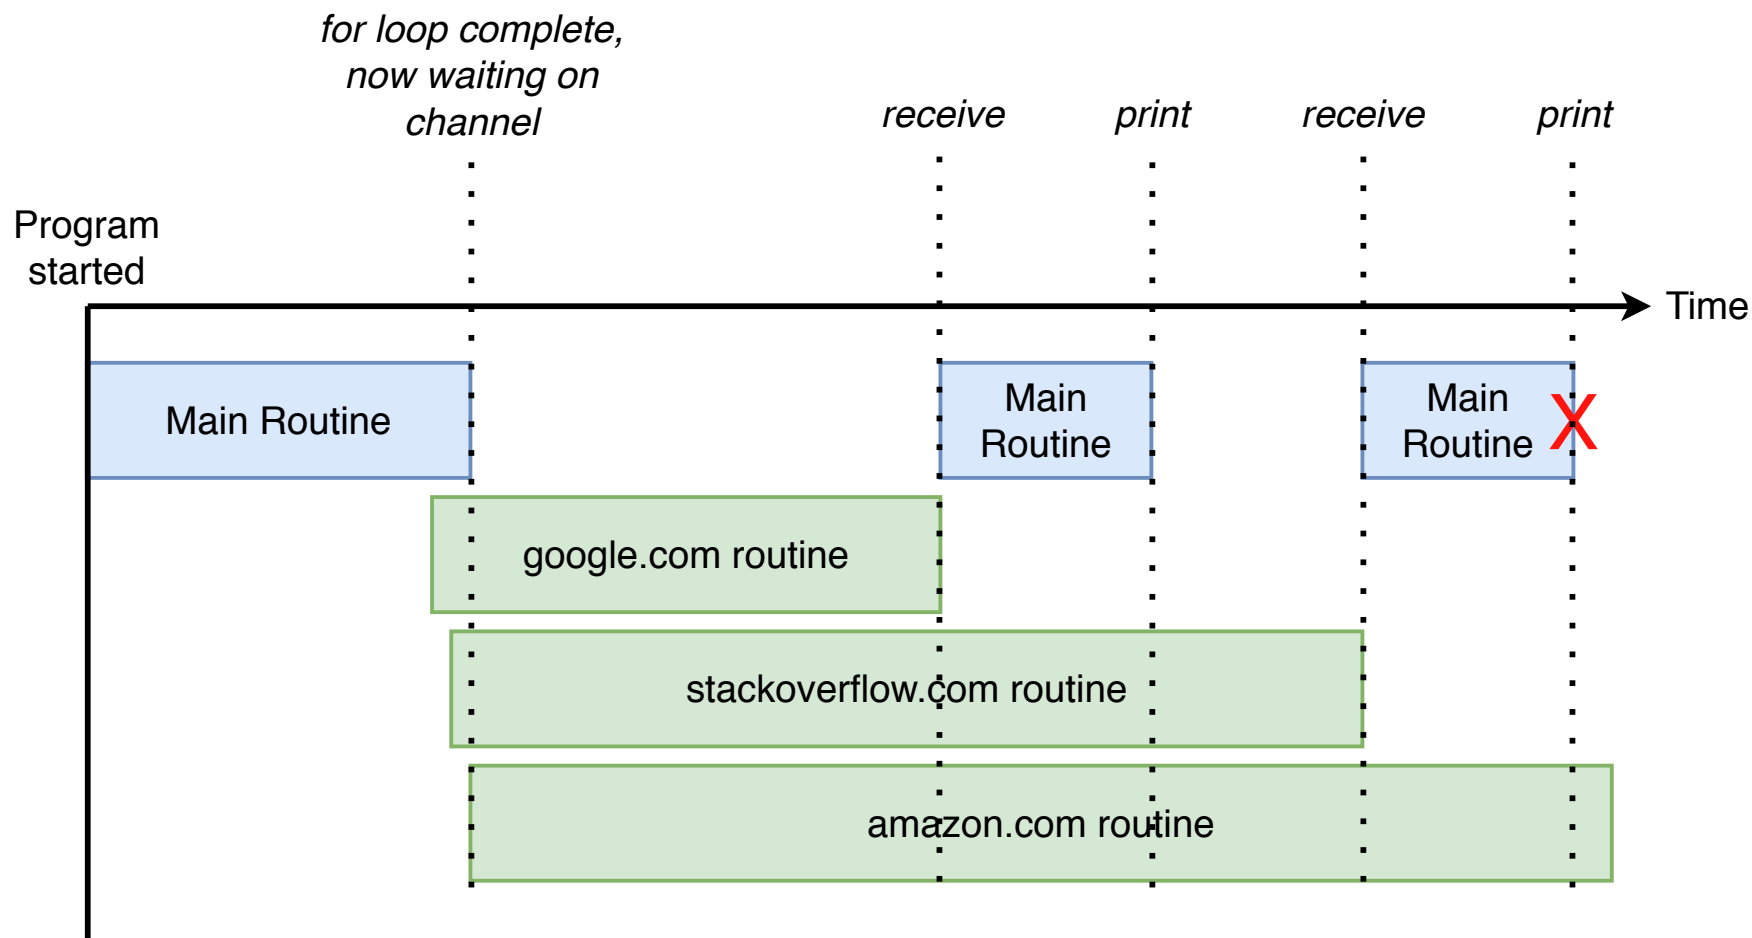 for loop complete,
now waiting on
channel
receive
print
receive
print
Program
started
Time
Main Routine
Main
Routine
Main
Routine
X
google.com routine
stackoverflow.com routine
amazon.com routine